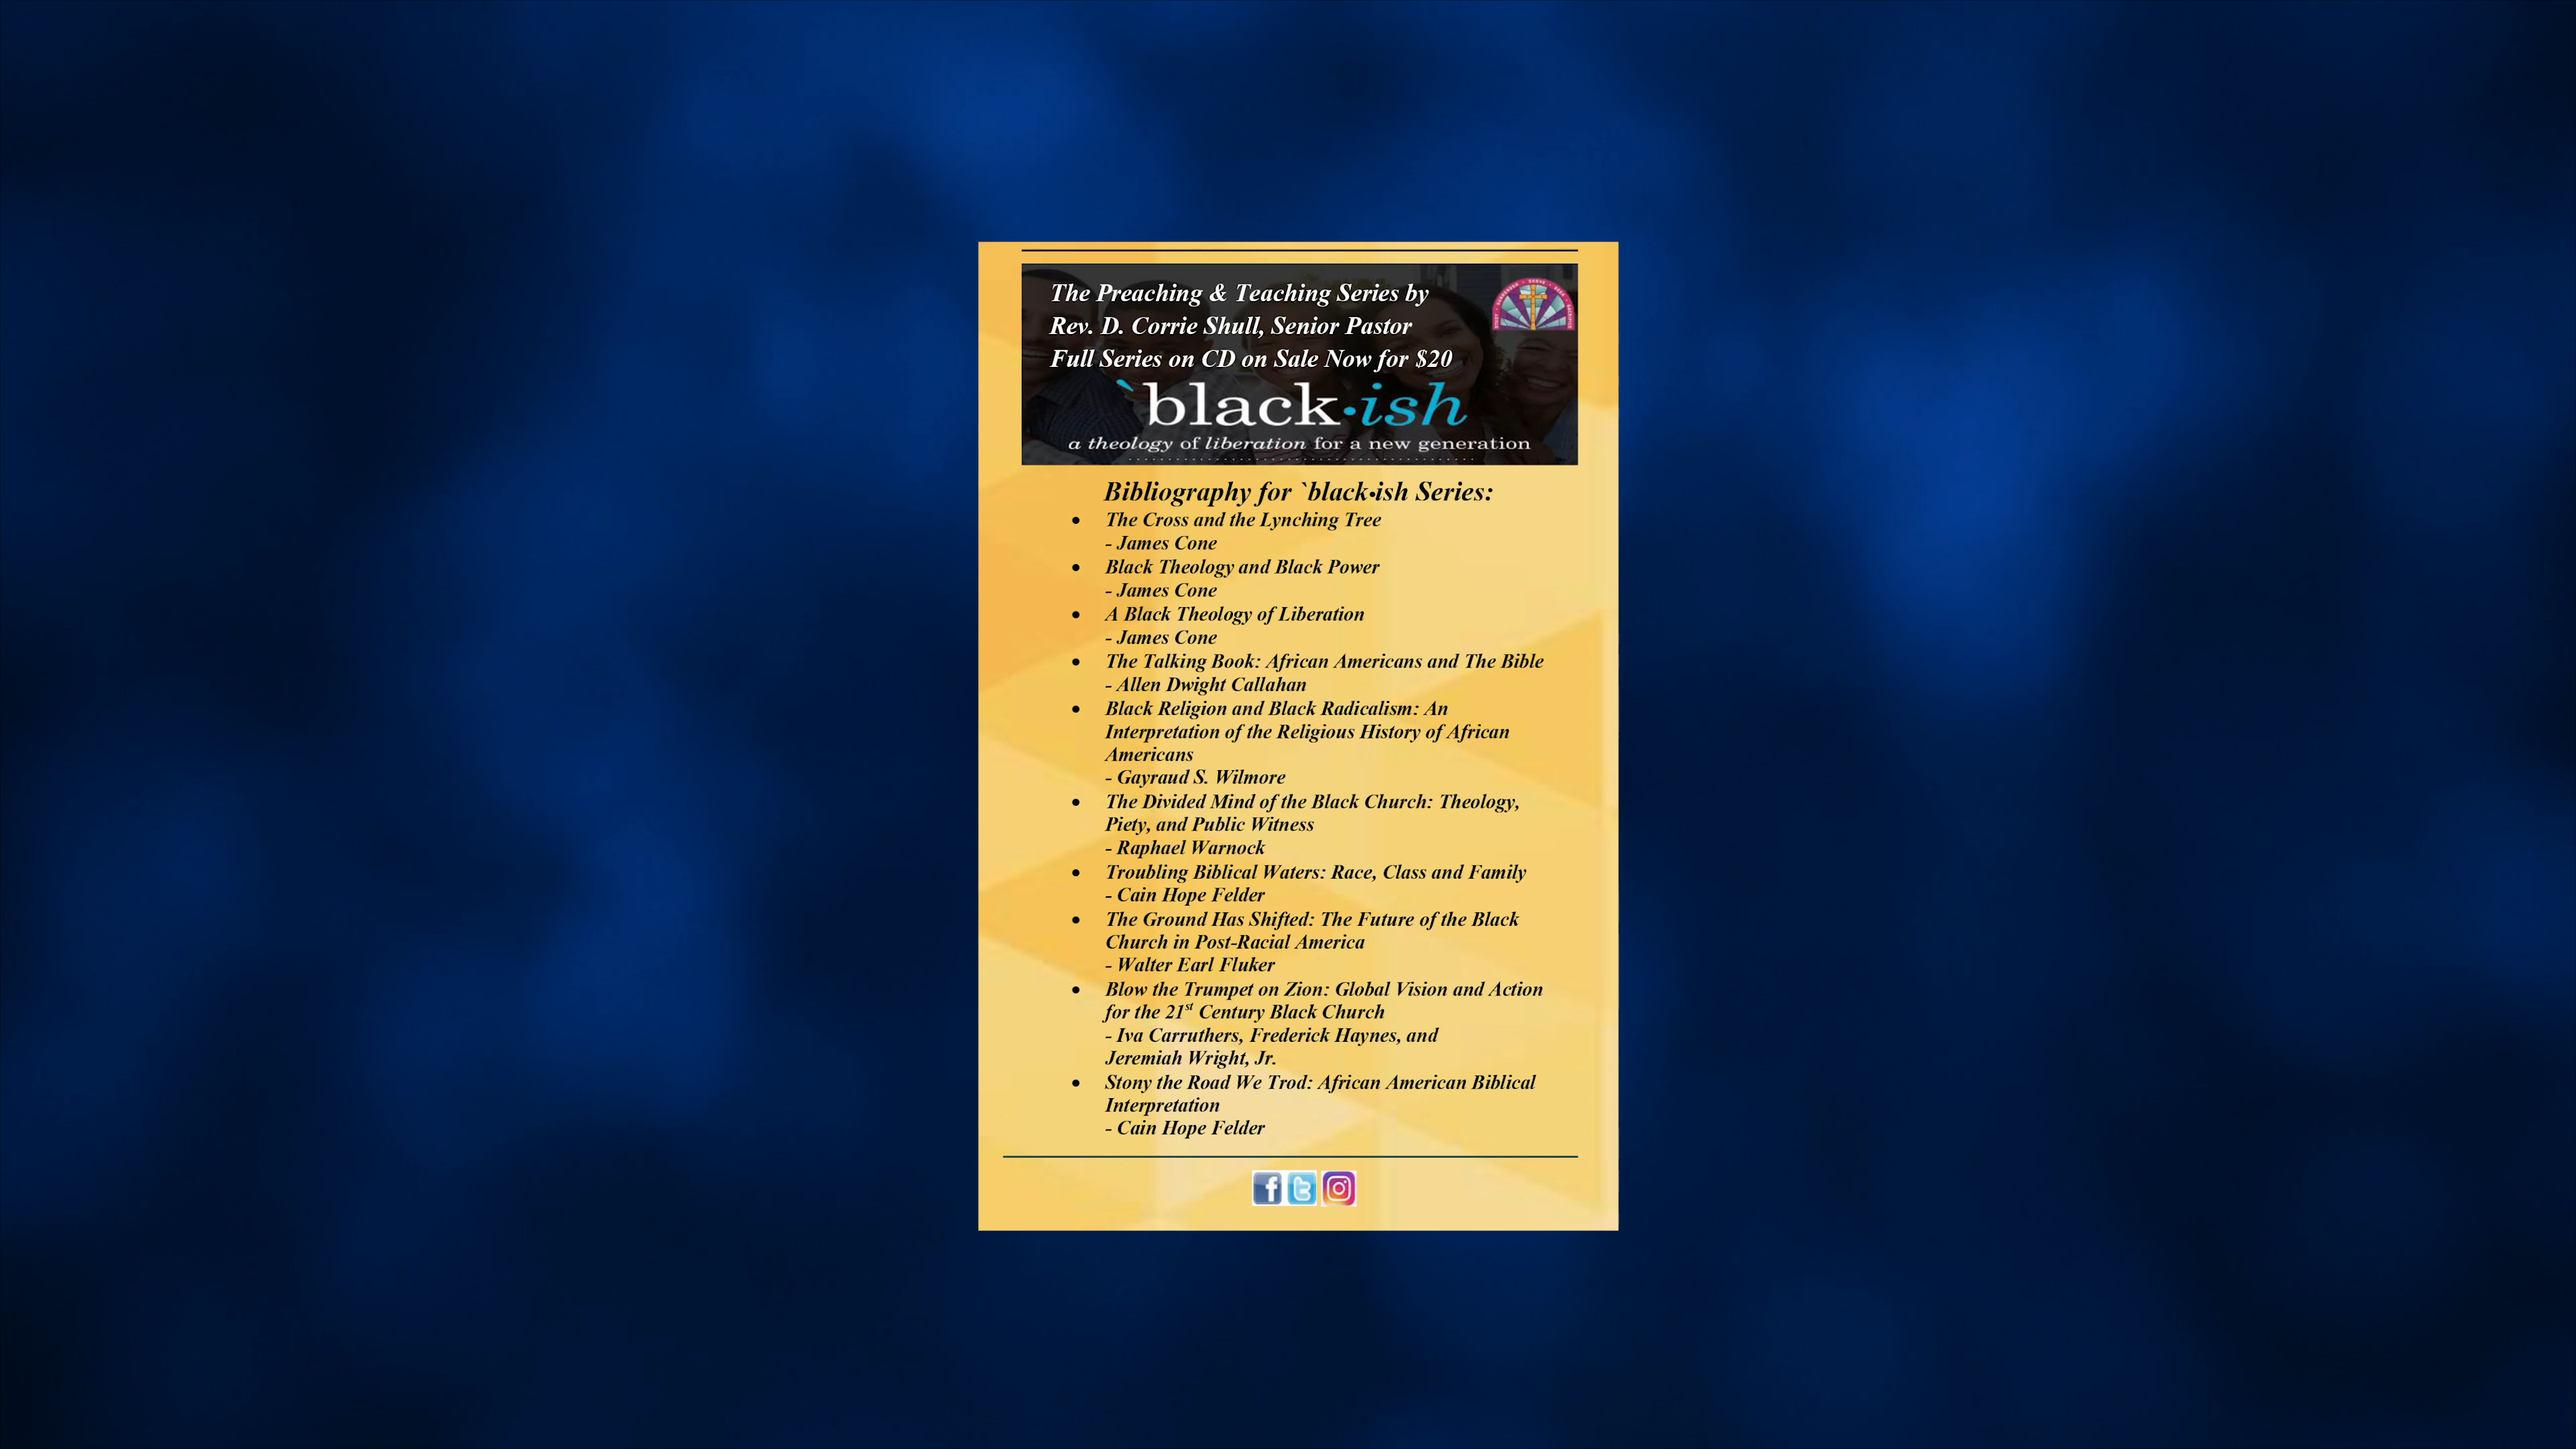 The Preaching & Teaching Series by
Rev. D. Corrie Shull, Senior Pastor
Full Series on CD on Sale Now for $20
`black•ish
a theology of liberation for a new generation
Bibliography for `black•ish Series:
• The Cross and the Lynching Tree
- James Cone
• Black Theology and Black Power
- James Cone
• A Black Theology of Liberation
- James Cone
• The Talking Book: African Americans and The Bible
- Allen Dwight Callahan
• Black Religion and Black Radicalism: An
Interpretation of the Religious History of African
Americans
- Gayraud S. Wilmore
• The Divided Mind of the Black Church: Theology,
Piety, and Public Witness
- Raphael Warnock
• Troubling Biblical Waters: Race, Class and Family
- Cain Hope Felder
• The Ground Has Shifted: The Future of the Black
Church in Post-Racial America
- Walter Earl Fluker
• Blow the Trumpet on Zion: Global Vision and Action
for the 21st Century Black Church
- Iva Carruthers, Frederick Haynes, and
Jeremiah Wright, Jr.
• Stony the Road We Trod: African American Biblical
Interpretation
- Cain Hope Felder